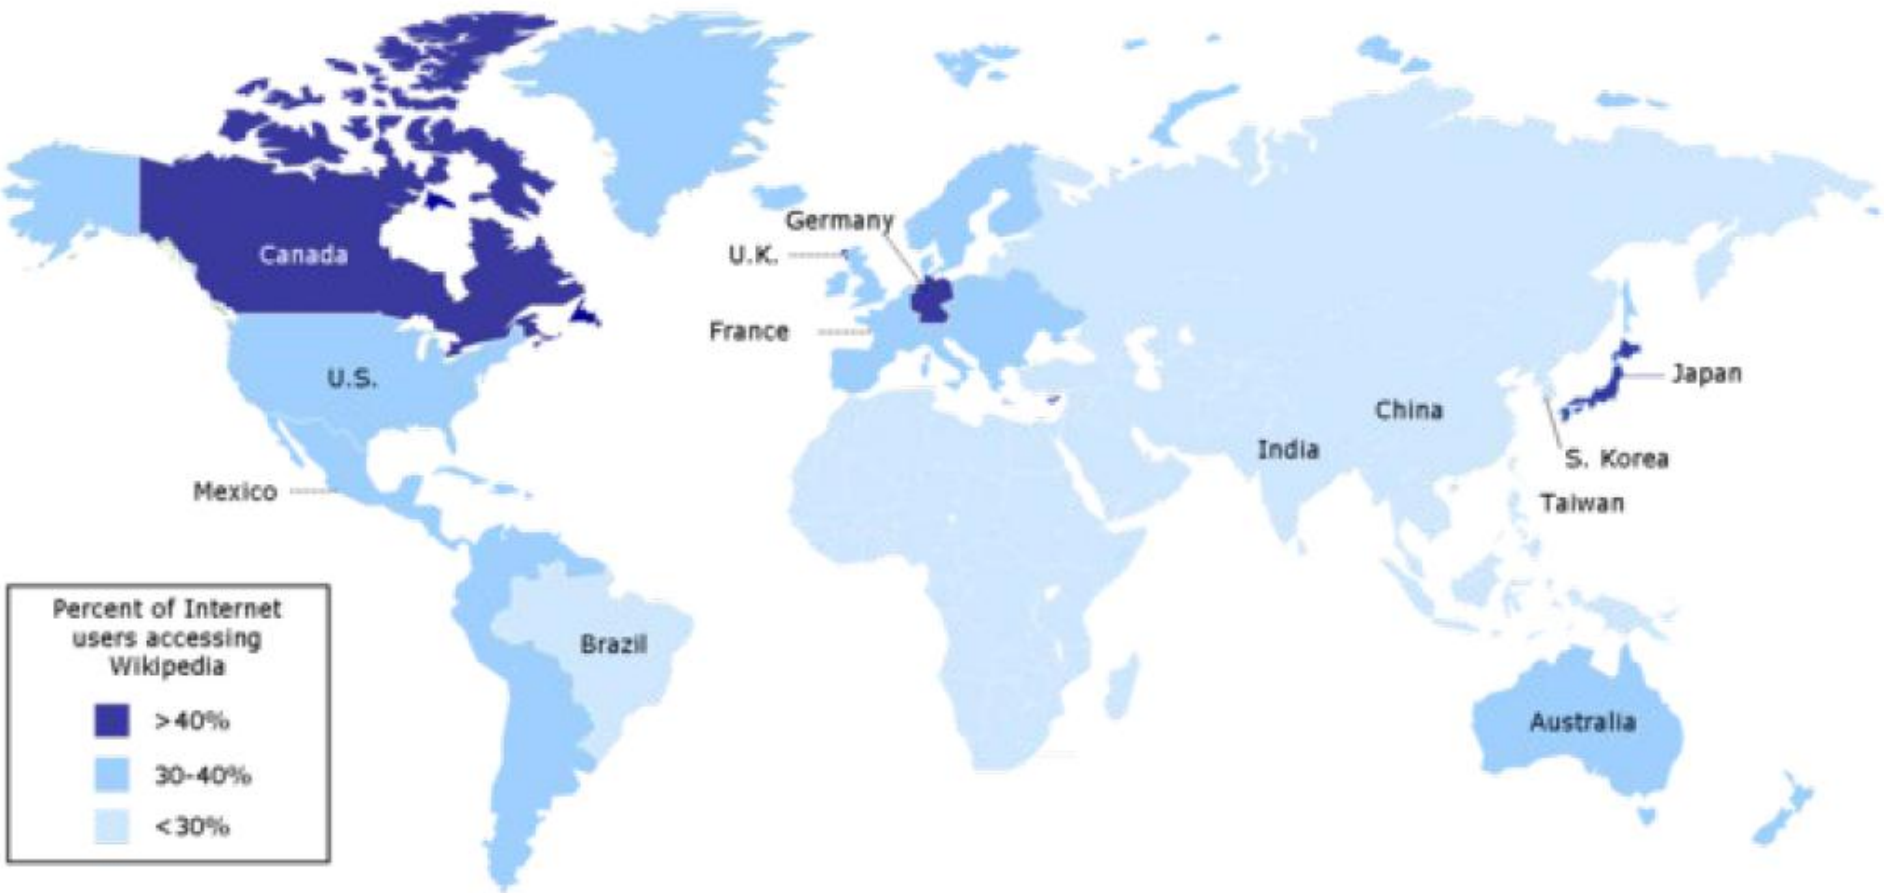 Germany
U.K.
Canada
France
U.S.
Japan
China
India
S. Korea
Mexico
Taiwan
Percent of Internet
users accessing
Wikipedia
Brazil
>40%
Australia
30-40%
<30%